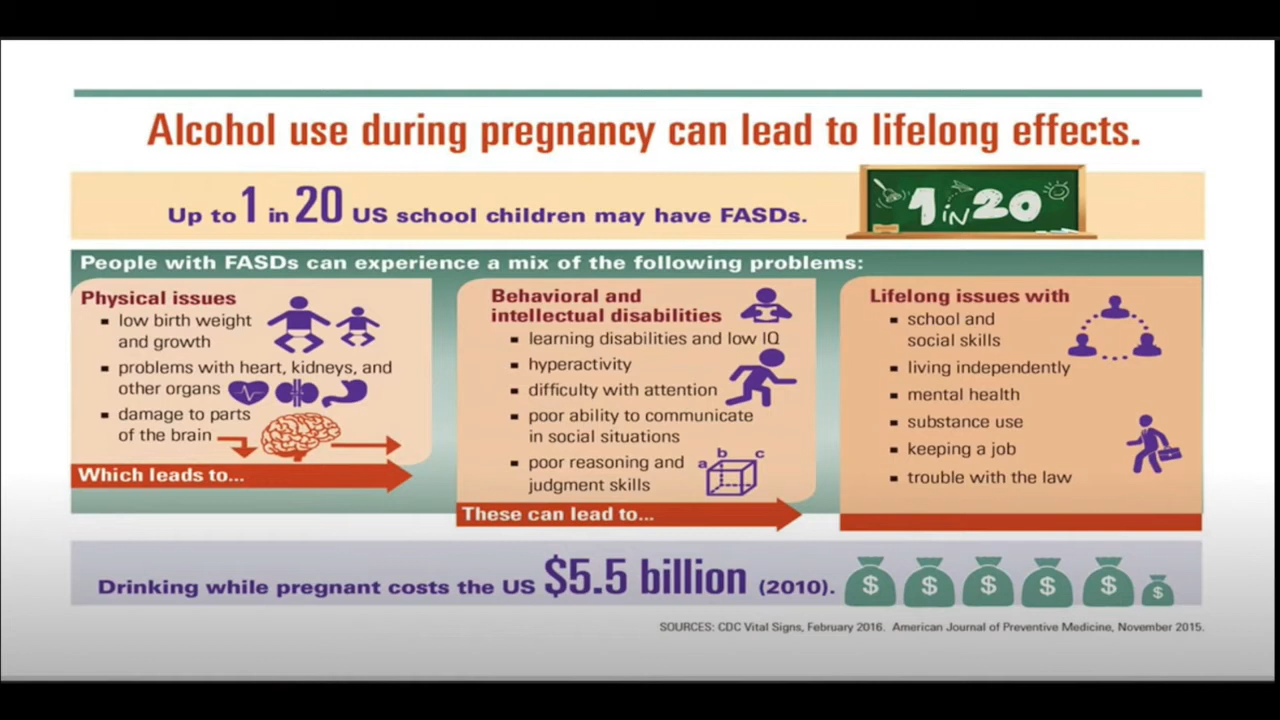 Alcohol use during pregnancy can lead to lifelong effects.
Up to 1 in 20 US school children may have FASDs.
1 IN 20
People with FASDs can experience a mix of the following problems:
Physical issues
▪ low birth weight
and growth
▪ problems with heart, kidneys, and
other organs
▪ damage to parts
of the brain
Which leads to...
Behavioral and
intellectual disabilities
▪ learning disabilities and low IQ
▪ hyperactivity
▪ difficulty with attention
▪ poor ability to communicate
in social situations
▪ poor reasoning and
judgment skills
a b c
These can lead to...
Lifelong issues with
▪ school and
social skills
▪ living independently
▪ mental health
▪ substance use
▪ keeping a job
▪ trouble with the law
Drinking while pregnant costs the US $5.5 billion (2010).
$ $ $ $ $ $
SOURCES: CDC Vital Signs, February 2016. American Journal of Preventive Medicine, November 2015.